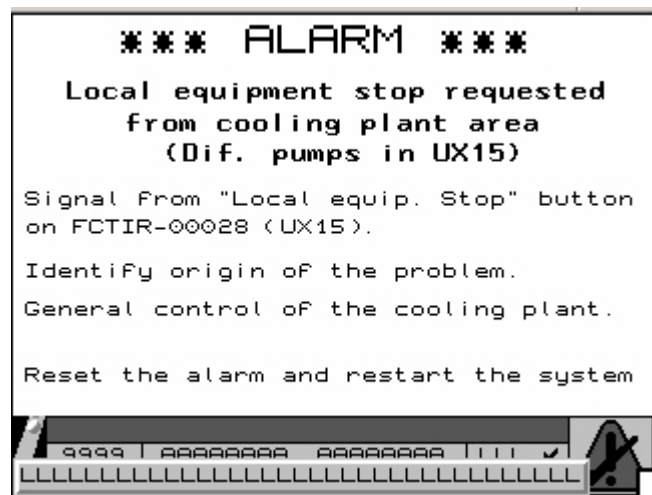 *** ALARM ***
Local equipment stop requested
from cooling plant area
(Dif. pumps in UX15)
Signal from "Local equip. Stop" button
on FCTIR-00028 (UX15).
Identify origin of the problem.
General control of the cooling plant.
Reset the alarm and restart the system
9999 AAAAAAAA AAAAAAAA
LLLLLLLLLLLLLLLLLLLLLLLLLLLLLLLLLLLLLL